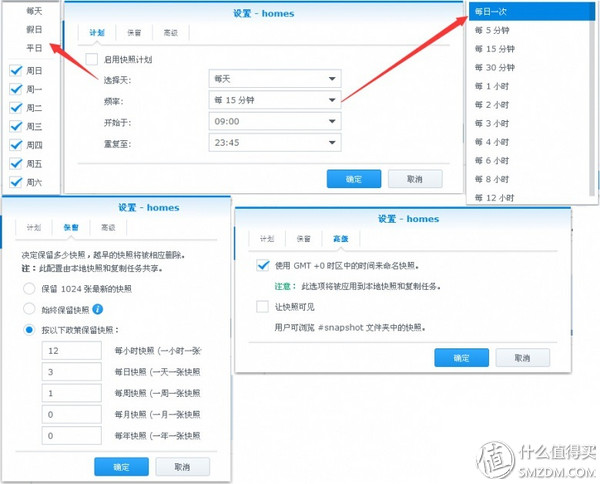 每天
假日
平日
周日
周一
周二
周三
周四
周五
周六
设置 - homes
计划 保留 高级
启用快照计划
选择天: 每天
频率: 每 15 分钟
开始于: 09:00
重复至: 23:45
确定 取消
每日一次
每 5 分钟
每 15 分钟
每 30 分钟
每 1 小时
每 2 小时
每 3 小时
每 4 小时
每 6 小时
每 8 小时
每 12 小时
设置 - homes
计划 保留 高级
决定保留多少快照，越早的快照将被相应删除。
注：此配置由本地快照和复制任务共享。
保留 1024 张最新的快照
始终保留快照
按以下政策保留快照：
12 每小时快照 (一小时一张
3 每日快照 (一天一张快照
1 每周快照 (一周一张快照
0 每月快照 (一月一张快照
0 每年快照 (一年一张快照
确定 取消
设置 - homes
计划 保留 高级
使用 GMT +0 时区中的时间来命名快照。
注意： 此选项将被应用到本地快照和复制任务。
让快照可见
用户可浏览 #snapshot 文件夹中的快照。
确定 取消
值 什么值得买
SMZDM.COM